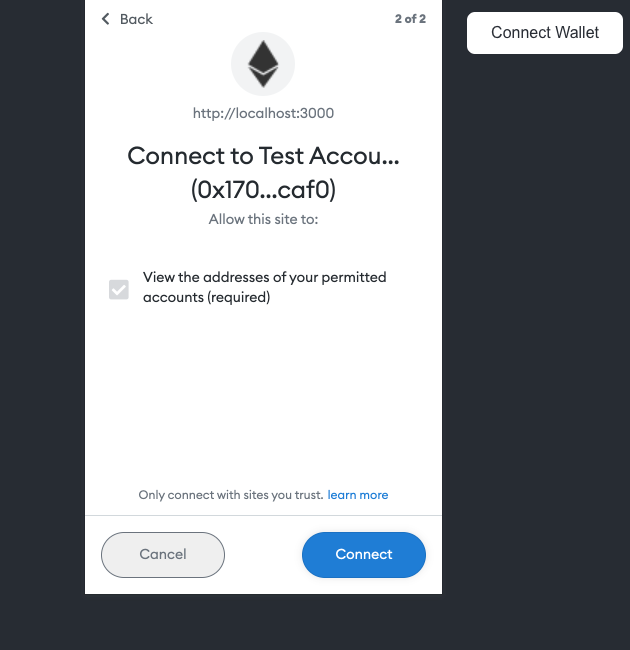 Back
2 of 2
Connect Wallet
http://localhost:3000
Connect to Test Accou...
(0x170...caf0)
Allow this site to:
View the addresses of your permitted
accounts (required)
Only connect with sites you trust. learn more
Cancel
Connect